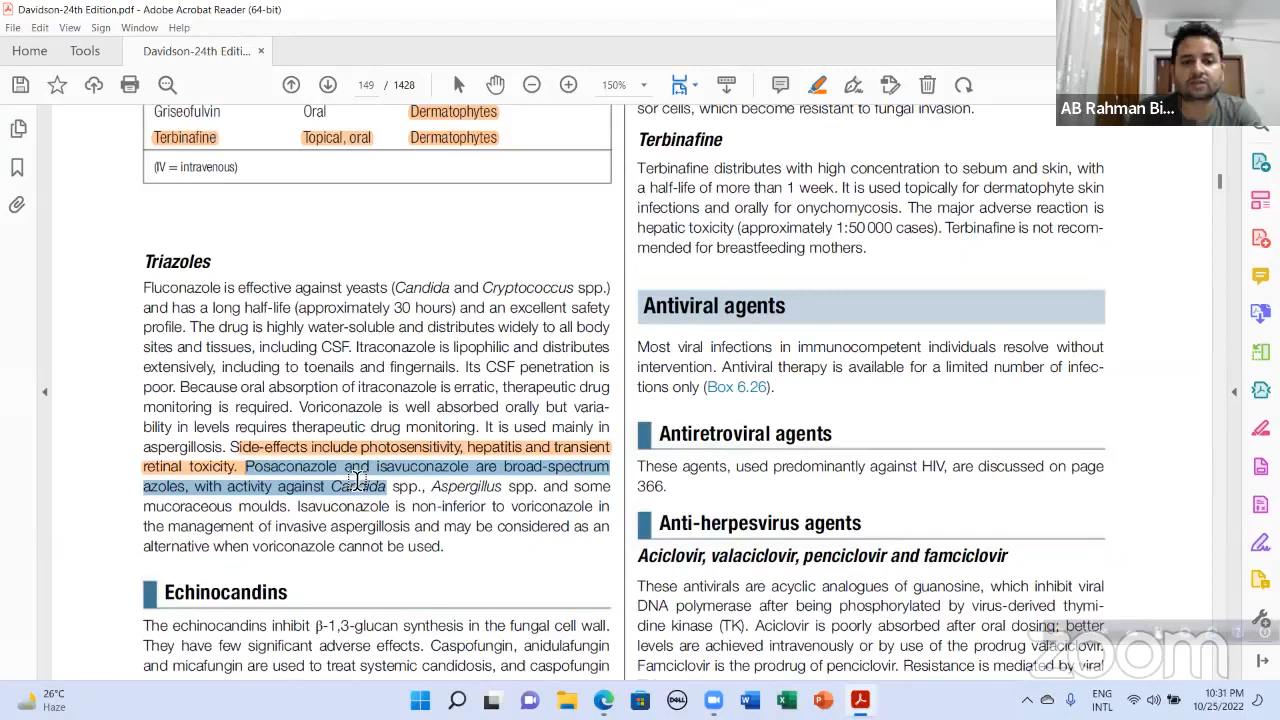 Davidson-24th Edition.pdf - Adobe Acrobat Reader (64-bit)
File Edit View Sign Window Help
Home Tools Davidson-24th Editi... ×
149 / 1428
150%
AB Rahman Bi...
Griseofulvin Oral Dermatophytes
Terbinafine Topical, oral Dermatophytes
(IV = intravenous)
Triazoles
Fluconazole is effective against yeasts (Candida and Cryptococcus spp.)
and has a long half-life (approximately 30 hours) and an excellent safety
profile. The drug is highly water-soluble and distributes widely to all body
sites and tissues, including CSF. Itraconazole is lipophilic and distributes
extensively, including to toenails and fingernails. Its CSF penetration is
poor. Because oral absorption of itraconazole is erratic, therapeutic drug
monitoring is required. Voriconazole is well absorbed orally but varia-
bility in levels requires therapeutic drug monitoring. It is used mainly in
aspergillosis. Side-effects include photosensitivity, hepatitis and transient
retinal toxicity. Posaconazole and isavuconazole are broad-spectrum
azoles, with activity against Candida spp., Aspergillus spp. and some
mucoraceous moulds. Isavuconazole is non-inferior to voriconazole in
the management of invasive aspergillosis and may be considered as an
alternative when voriconazole cannot be used.
Echinocandins
The echinocandins inhibit β-1,3-glucan synthesis in the fungal cell wall.
They have few significant adverse effects. Caspofungin, anidulafungin
and micafungin are used to treat systemic candidosis, and caspofungin
sor cells, which become resistant to fungal invasion.
Terbinafine
Terbinafine distributes with high concentration to sebum and skin, with
a half-life of more than 1 week. It is used topically for dermatophyte skin
infections and orally for onychomycosis. The major adverse reaction is
hepatic toxicity (approximately 1:50 000 cases). Terbinafine is not recom-
mended for breastfeeding mothers.
Antiviral agents
Most viral infections in immunocompetent individuals resolve without
intervention. Antiviral therapy is available for a limited number of infec-
tions only (Box 6.26).
Antiretroviral agents
These agents, used predominantly against HIV, are discussed on page
366.
Anti-herpesvirus agents
Aciclovir, valaciclovir, penciclovir and famciclovir
These antivirals are acyclic analogues of guanosine, which inhibit viral
DNA polymerase after being phosphorylated by virus-derived thymi-
dine kinase (TK). Aciclovir is poorly absorbed after oral dosing; better
levels are achieved intravenously or by use of the prodrug valaciclovir.
Famciclovir is the prodrug of penciclovir. Resistance is mediated by viral
zoom
26°C
Haze
DELL
ENG
INTL
10:31 PM
10/25/2022